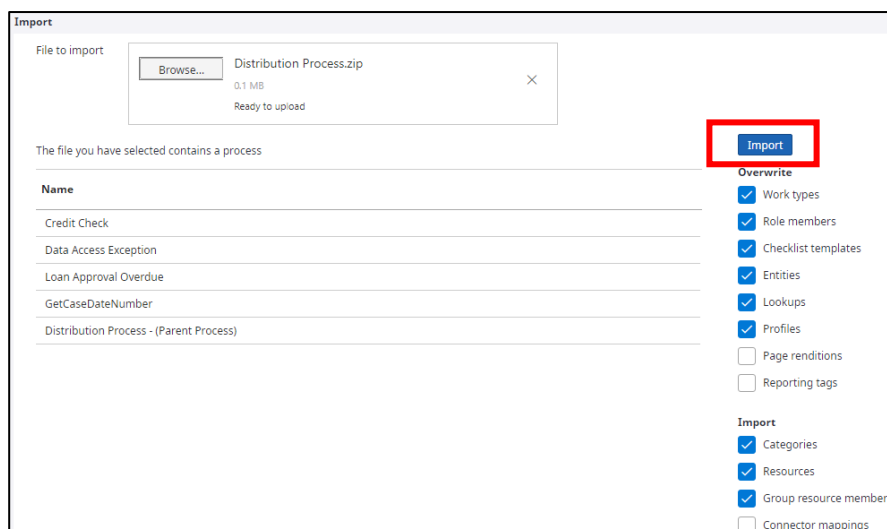 Import
File to import
Browse...
Distribution Process.zip
0.1 MB
Ready to upload
The file you have selected contains a process
Name
Credit Check
Data Access Exception
Loan Approval Overdue
GetCaseDateNumber
Distribution Process - (Parent Process)
Import
Overwrite
Work types
Role members
Checklist templates
Entities
Lookups
Profiles
Page renditions
Reporting tags
Import
Categories
Resources
Group resource member
Connector mappings